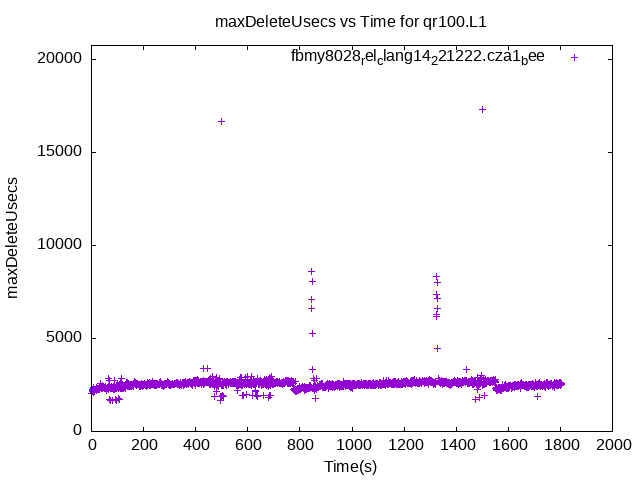 maxDeleteUsecs vs Time for qr100.L1
fbmy8028relclang14221222.cza1bee
20000
15000
10000
5000
0
maxDeleteUsecs
0 200 400 600 800 1000 1200 1400 1600 1800 2000
Time(s)